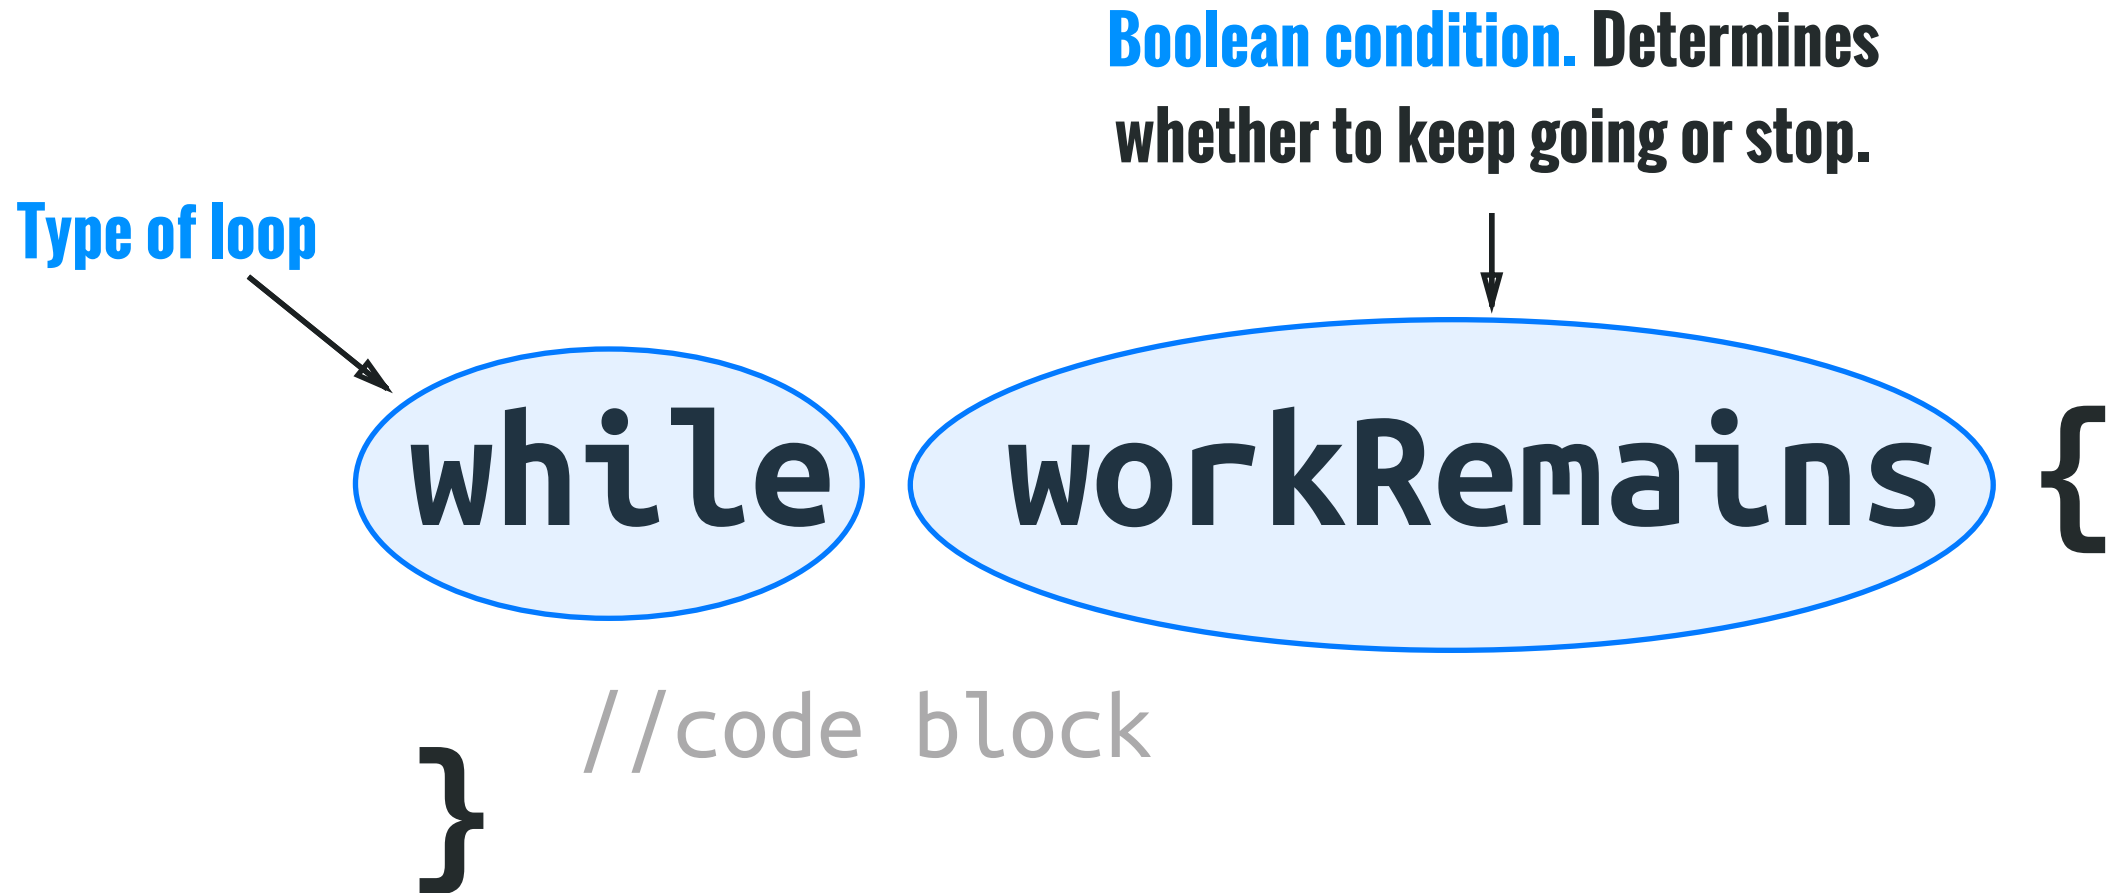 Boolean condition. Determines
whether to keep going or stop.
Type of loop
while workRemains {
//code block
}